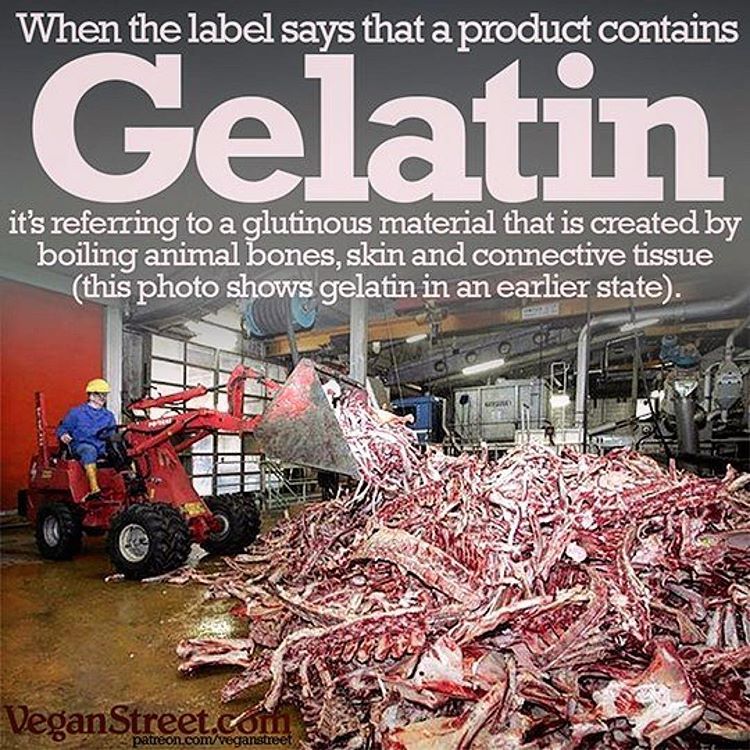 When the label says that a product contains
Gelatin
it's referring to a glutinous material that is created by
boiling animal bones, skin and connective tissue
(this photo shows gelatin in an earlier state).
VeganStreet.com
patreon.com/veganstreet